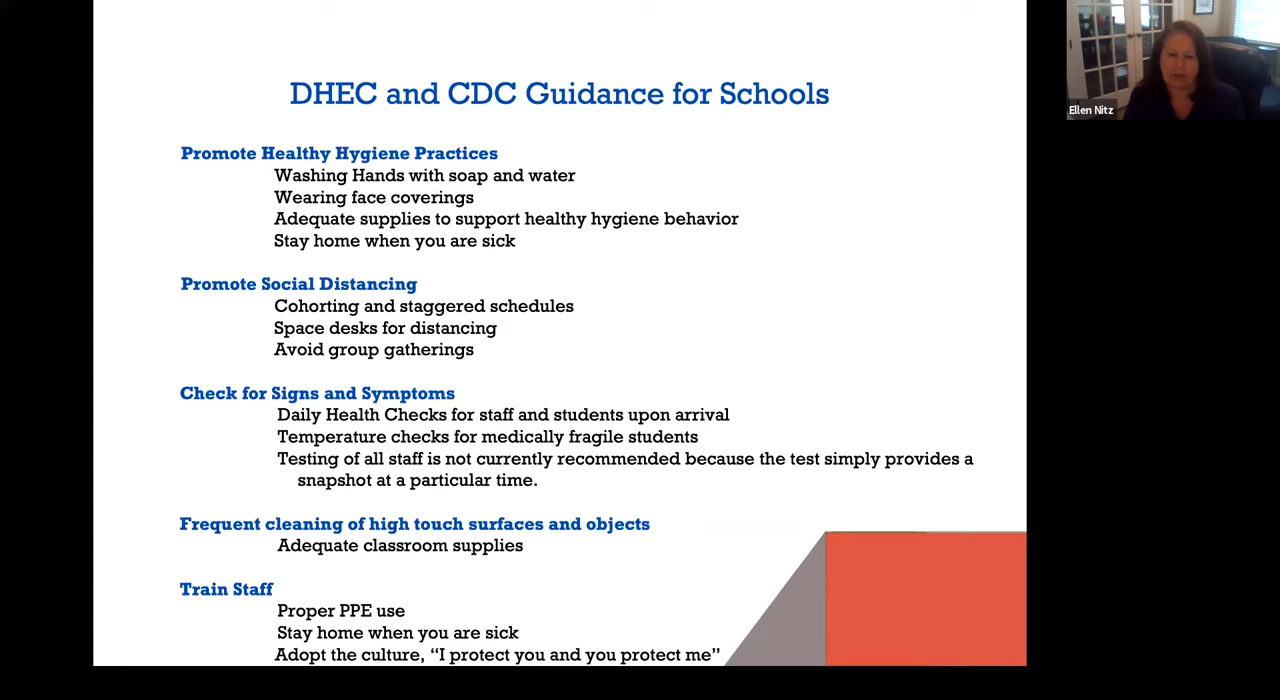 DHEC and CDC Guidance for Schools
Ellen Nitz
Promote Healthy Hygiene Practices
Washing Hands with soap and water
Wearing face coverings
Adequate supplies to support healthy hygiene behavior
Stay home when you are sick
Promote Social Distancing
Cohorting and staggered schedules
Space desks for distancing
Avoid group gatherings
Check for Signs and Symptoms
Daily Health Checks for staff and students upon arrival
Temperature checks for medically fragile students
Testing of all staff is not currently recommended because the test simply provides a
snapshot at a particular time.
Frequent cleaning of high touch surfaces and objects
Adequate classroom supplies
Train Staff
Proper PPE use
Stay home when you are sick
Adopt the culture, “I protect you and you protect me”